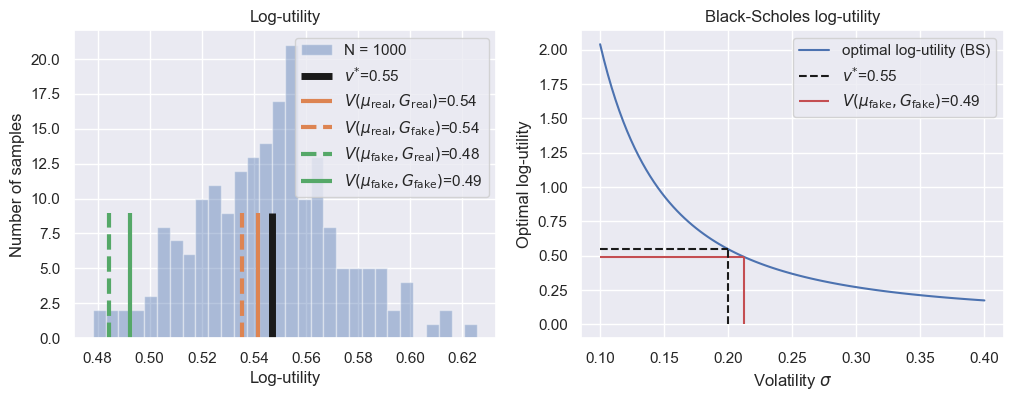 Log-utility
Number of samples
20.0
17.5
15.0
12.5
10.0
7.5
5.0
2.5
0.0
N = 1000
v*=0.55
V(μreal, Greal)=0.54
V(μreal, Gfake)=0.54
V(μfake, Greal)=0.48
V(μfake, Gfake)=0.49
0.48 0.50 0.52 0.54 0.56 0.58 0.60 0.62
Log-utility
Black-Scholes log-utility
Optimal log-utility
2.00
1.75
1.50
1.25
1.00
0.75
0.50
0.25
0.00
optimal log-utility (BS)
v*=0.55
V(μfake, Gfake)=0.49
0.10 0.15 0.20 0.25 0.30 0.35 0.40
Volatility σ